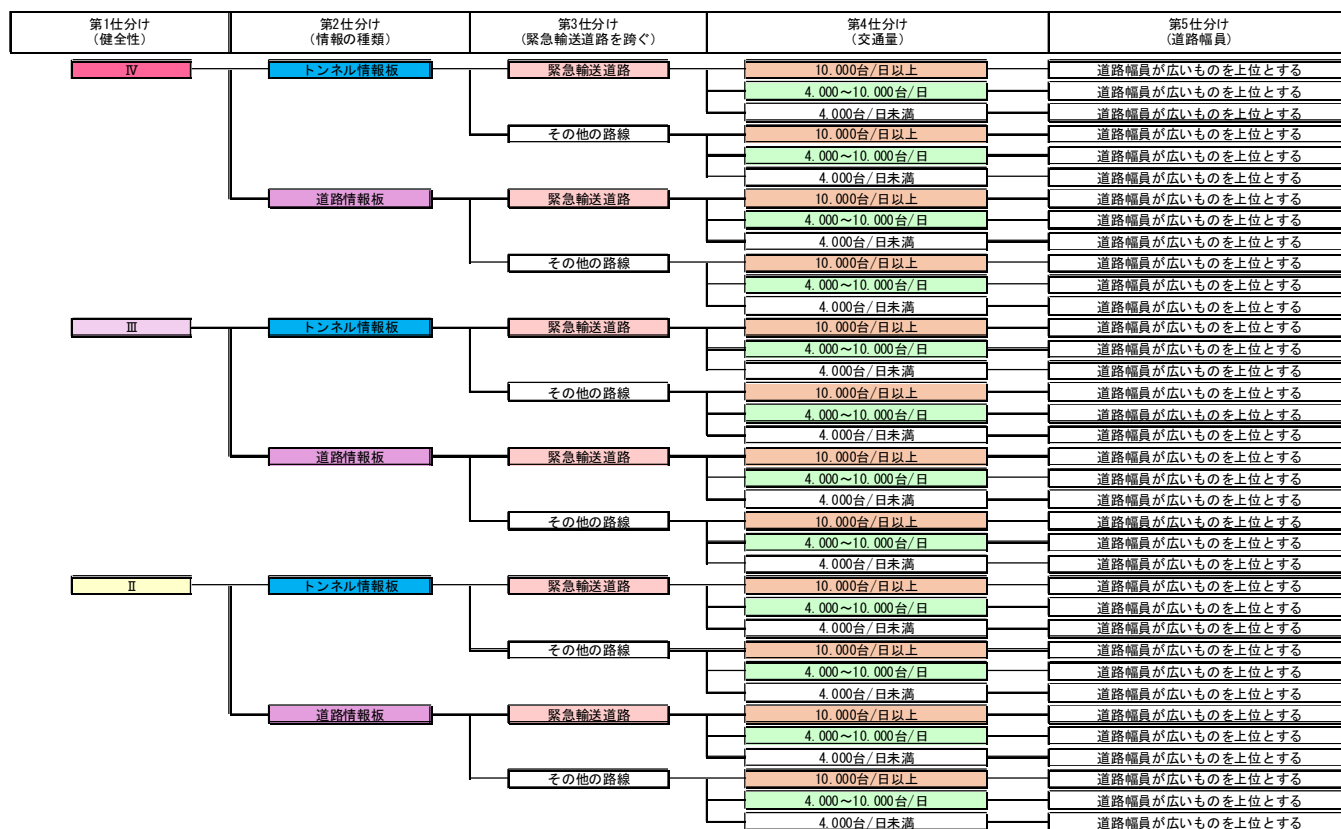 第1仕分け
(健全性)
第2仕分け
(情報の種類)
第3仕分け
(緊急輸送道路を跨ぐ)
第4仕分け
(交通量)
第5仕分け
(道路幅員)
Ⅳ トンネル情報板 緊急輸送道路 10.000台/日以上 道路幅員が広いものを上位とする
4.000～10.000台/日 道路幅員が広いものを上位とする
4.000台/日未満 道路幅員が広いものを上位とする
その他の路線 10.000台/日以上 道路幅員が広いものを上位とする
4.000～10.000台/日 道路幅員が広いものを上位とする
4.000台/日未満 道路幅員が広いものを上位とする
道路情報板 緊急輸送道路 10.000台/日以上 道路幅員が広いものを上位とする
4.000～10.000台/日 道路幅員が広いものを上位とする
4.000台/日未満 道路幅員が広いものを上位とする
その他の路線 10.000台/日以上 道路幅員が広いものを上位とする
4.000～10.000台/日 道路幅員が広いものを上位とする
4.000台/日未満 道路幅員が広いものを上位とする
Ⅲ トンネル情報板 緊急輸送道路 10.000台/日以上 道路幅員が広いものを上位とする
4.000～10.000台/日 道路幅員が広いものを上位とする
4.000台/日未満 道路幅員が広いものを上位とする
その他の路線 10.000台/日以上 道路幅員が広いものを上位とする
4.000～10.000台/日 道路幅員が広いものを上位とする
4.000台/日未満 道路幅員が広いものを上位とする
道路情報板 緊急輸送道路 10.000台/日以上 道路幅員が広いものを上位とする
4.000～10.000台/日 道路幅員が広いものを上位とする
4.000台/日未満 道路幅員が広いものを上位とする
その他の路線 10.000台/日以上 道路幅員が広いものを上位とする
4.000～10.000台/日 道路幅員が広いものを上位とする
4.000台/日未満 道路幅員が広いものを上位とする
Ⅱ トンネル情報板 緊急輸送道路 10.000台/日以上 道路幅員が広いものを上位とする
4.000～10.000台/日 道路幅員が広いものを上位とする
4.000台/日未満 道路幅員が広いものを上位とする
その他の路線 10.000台/日以上 道路幅員が広いものを上位とする
4.000～10.000台/日 道路幅員が広いものを上位とする
4.000台/日未満 道路幅員が広いものを上位とする
道路情報板 緊急輸送道路 10.000台/日以上 道路幅員が広いものを上位とする
4.000～10.000台/日 道路幅員が広いものを上位とする
4.000台/日未満 道路幅員が広いものを上位とする
その他の路線 10.000台/日以上 道路幅員が広いものを上位とする
4.000～10.000台/日 道路幅員が広いものを上位とする
4.000台/日未満 道路幅員が広いものを上位とする